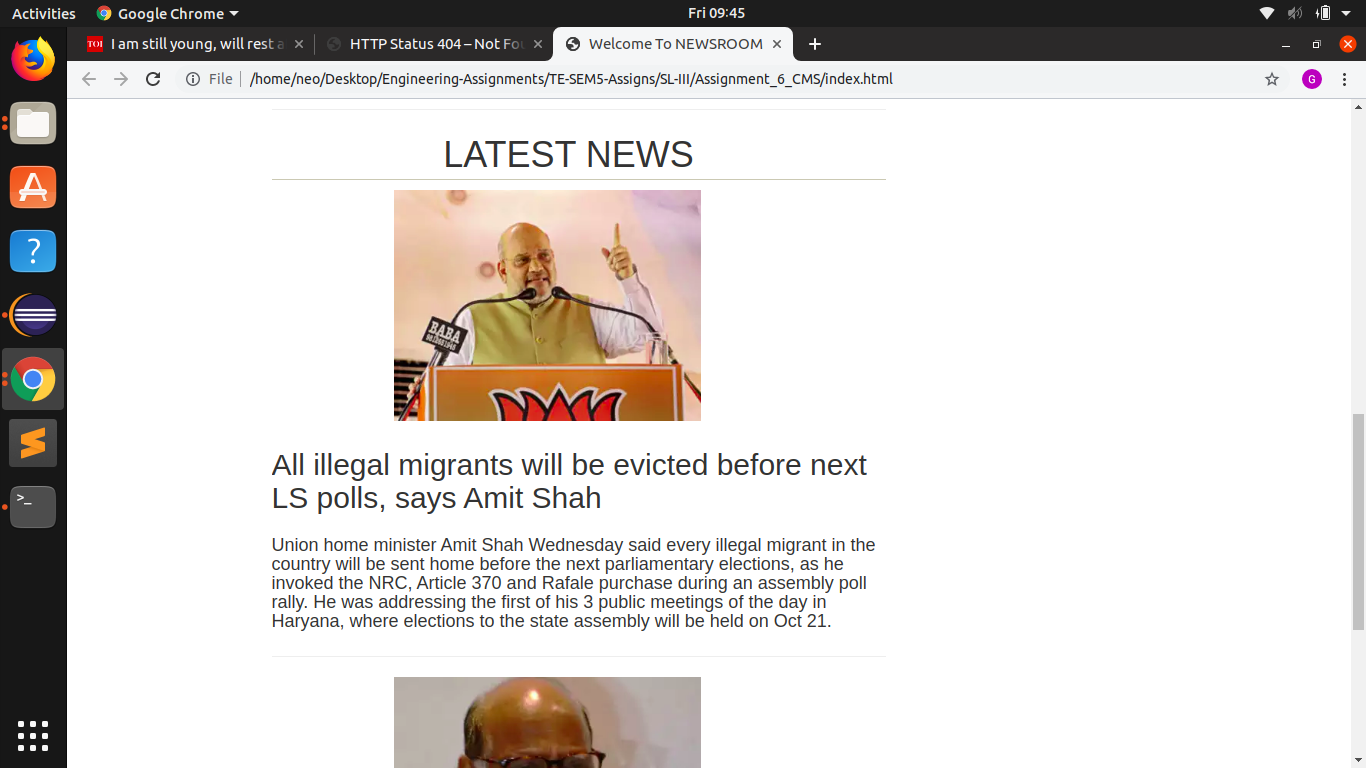 Activities
Google Chrome
Fri 09:45
TOI
I am still young, will rest a
HTTP Status 404 – Not Fou
Welcome To NEWSROOM
File
/home/neo/Desktop/Engineering-Assignments/TE-SEM5-Assigns/SL-III/Assignment_6_CMS/index.html
G
LATEST NEWS
BABA
All illegal migrants will be evicted before next
LS polls, says Amit Shah
Union home minister Amit Shah Wednesday said every illegal migrant in the
country will be sent home before the next parliamentary elections, as he
invoked the NRC, Article 370 and Rafale purchase during an assembly poll
rally. He was addressing the first of his 3 public meetings of the day in
Haryana, where elections to the state assembly will be held on Oct 21.